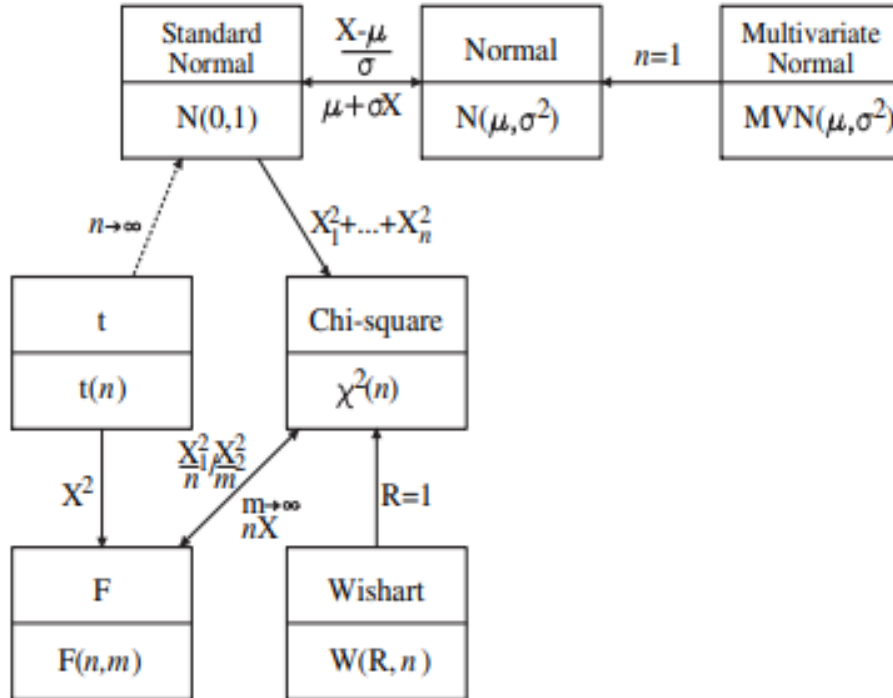 Standard
Normal
N(0,1)
X-μ
σ
μ+σX
Normal
N(μ,σ²)
n=1
Multivariate
Normal
MVN(μ,σ²)
n→∞
X₁²+...+Xₙ²
t
t(n)
Chi-square
χ²(n)
X²
X₁²/X₂²
n m
m→∞
nX
R=1
F
F(n,m)
Wishart
W(R,n)